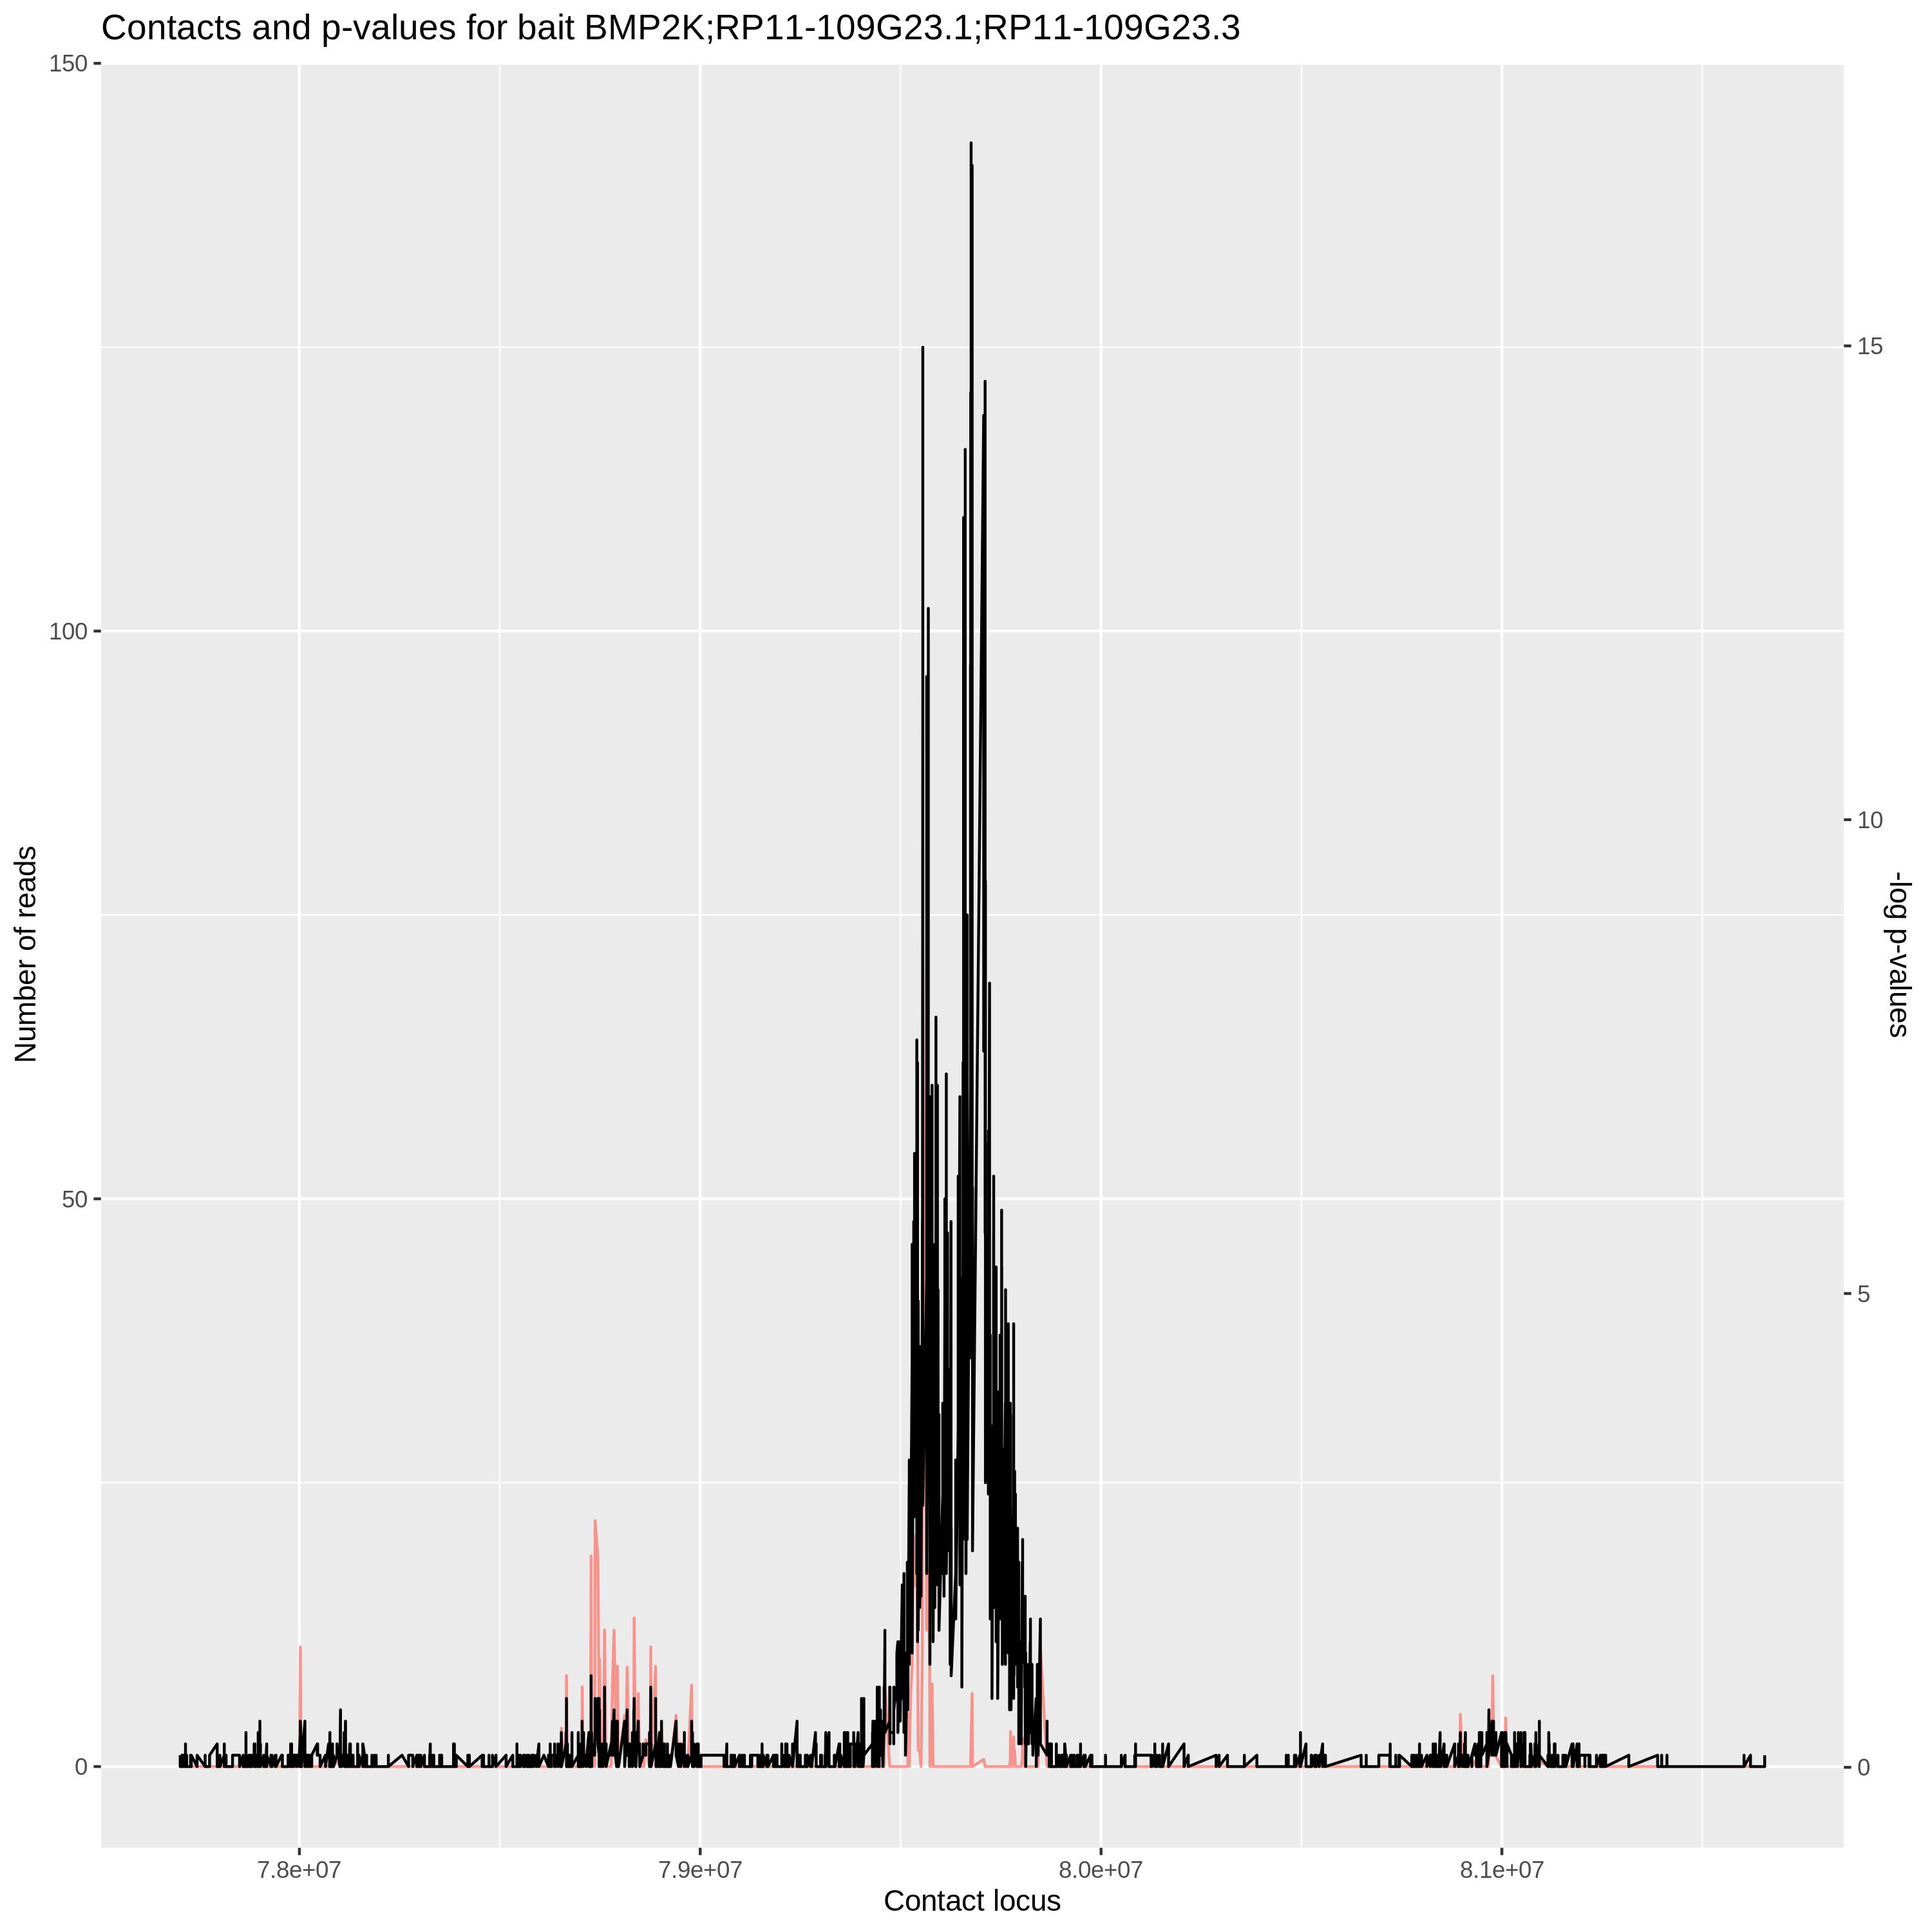 Contacts and p-values for bait BMP2K;RP11-109G23.1;RP11-109G23.3
150
100
50
0
Number of reads
15
10
5
0
-log p-values
7.8e+07
7.9e+07
8.0e+07
8.1e+07
Contact locus